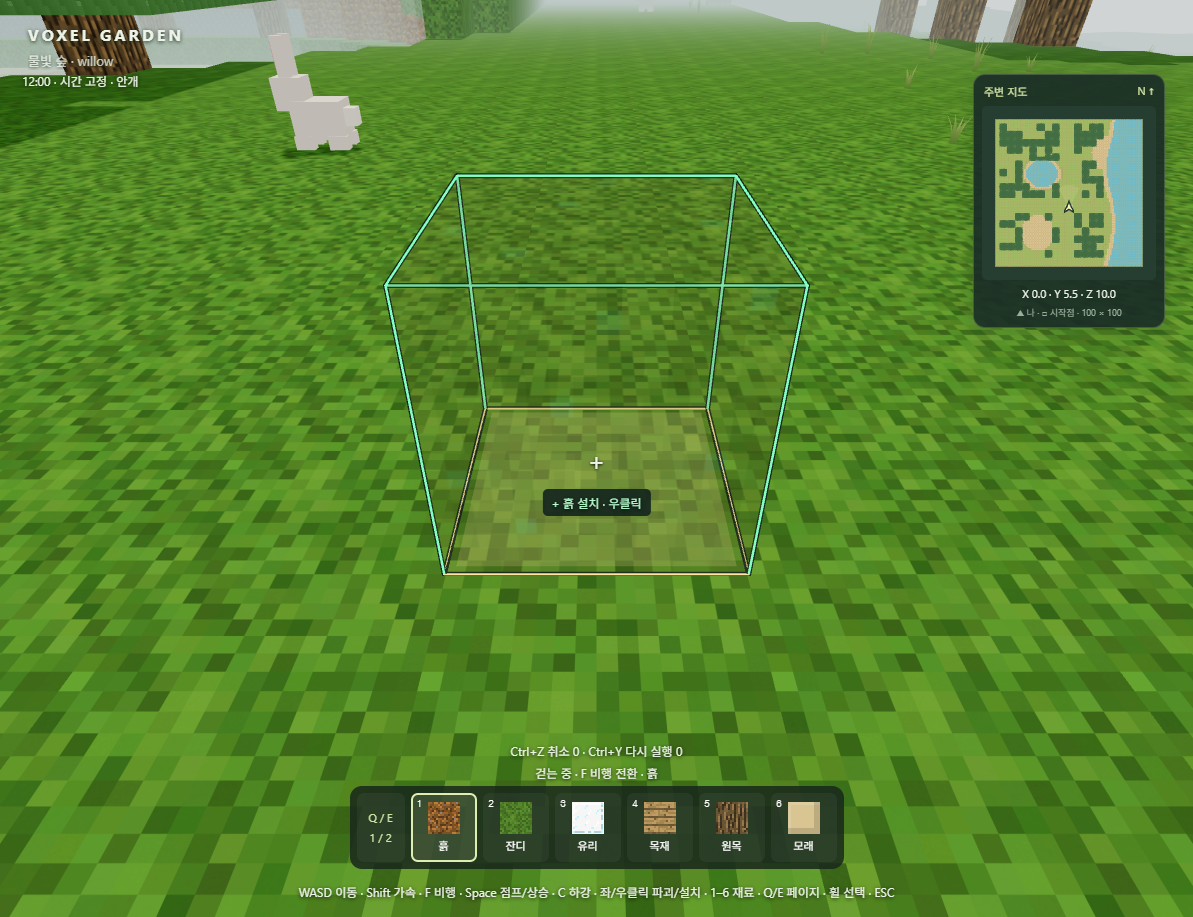 VOXEL GARDEN
물빛 숲 · willow
12:00 · 시간 고정 · 안개
주변 지도 N ↑
X 0.0 · Y 5.5 · Z 10.0
▲ 나 · □ 시작점 · 100 × 100
+
+ 흙 설치 · 우클릭
Ctrl+Z 취소 0 · Ctrl+Y 다시 실행 0
걷는 중 · F 비행 전환 · 흙
Q / E
1 / 2
1 흙
2 잔디
3 유리
4 목재
5 원목
6 모래
WASD 이동 · Shift 가속 · F 비행 · Space 점프/상승 · C 하강 · 좌/우클릭 파괴/설치 · 1–6 재료 · Q/E 페이지 · 휠 선택 · ESC